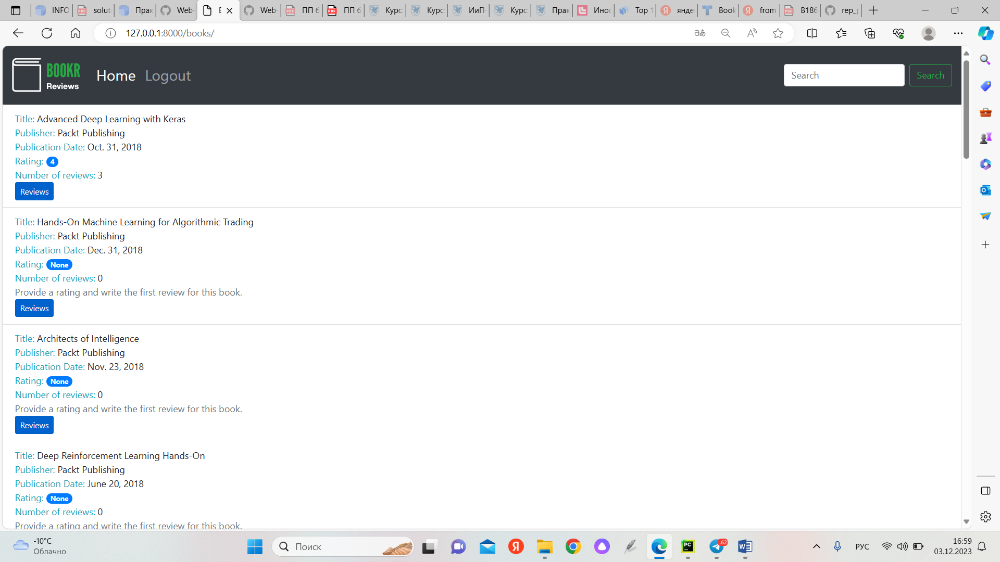 INFO
solut
Прак
Web-
Б
Web-
ПП 6
ПП 6
Курс:
Курс:
ИиП-
Курс:
Прак
Инос
Top 1
янде
Book
from
B186
rep_
127.0.0.1:8000/books/
BOOKR
Reviews
Home Logout
Search
Search
Title: Advanced Deep Learning with Keras
Publisher: Packt Publishing
Publication Date: Oct. 31, 2018
Rating: 4
Number of reviews: 3
Reviews
Title: Hands-On Machine Learning for Algorithmic Trading
Publisher: Packt Publishing
Publication Date: Dec. 31, 2018
Rating: None
Number of reviews: 0
Provide a rating and write the first review for this book.
Reviews
Title: Architects of Intelligence
Publisher: Packt Publishing
Publication Date: Nov. 23, 2018
Rating: None
Number of reviews: 0
Provide a rating and write the first review for this book.
Reviews
Title: Deep Reinforcement Learning Hands-On
Publisher: Packt Publishing
Publication Date: June 20, 2018
Rating: None
Number of reviews: 0
Provide a rating and write the first review for this book.
-10°C
Облачно
Поиск
РУС
16:59
03.12.2023